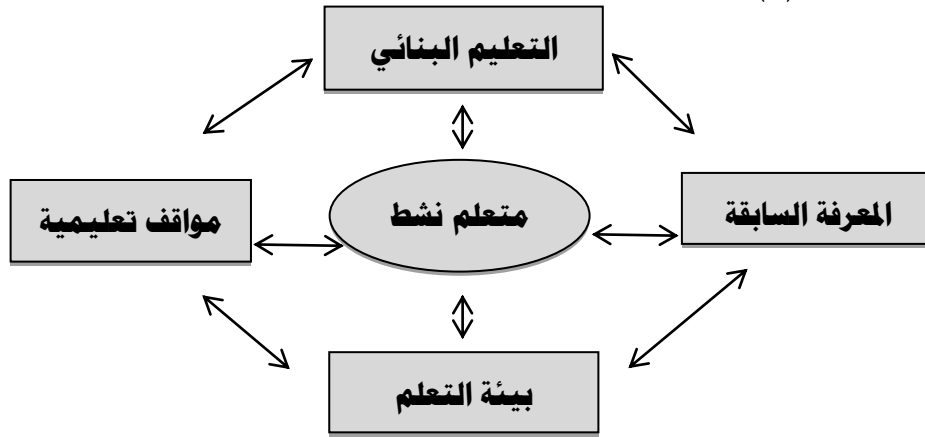 التعليم البنائي
المعرفة السابقة
متعلم نشط
مواقف تعليمية
بيئة التعلم